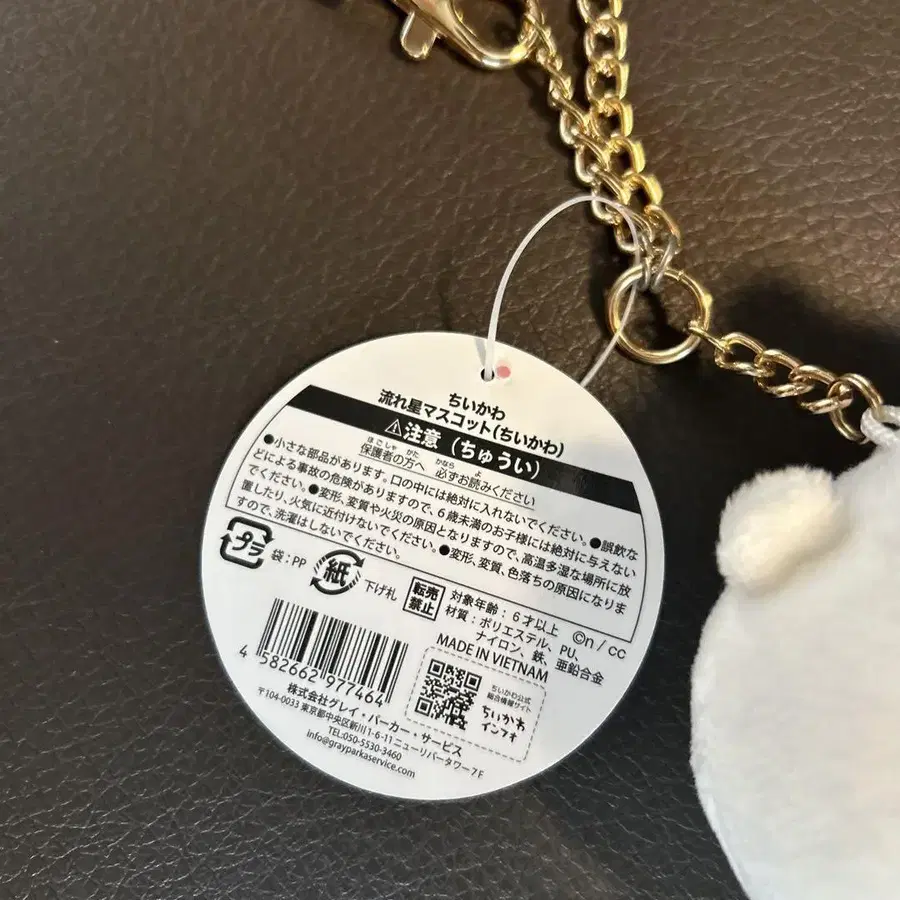 ちいかわ
流れ星マスコット(ちいかわ)
⚠注意(ちゅうい)
ほごしゃ かた かなら よ
保護者の方へ 必ずお読みください
●小さな部品があります。口の中には絶対に入れないでください。●誤飲な
どによる事故の危険がありますので、6歳未満のお子様には絶対に与えない
でください。●変形、変質や火災の原因となりますので、高温多湿な場所に放
置したり、火気に近付けないでください。●変形、変質、色落ちの原因になりま
すので、洗濯はしないでください。
プラ
袋:PP
紙
下げ札
転売
禁止
対象年齢:6才以上
材質:ポリエステル、PU、
ナイロン、鉄、亜鉛合金
©n / cc
MADE IN VIETNAM
4 582662 977464
ちいかわ公式
総合情報サイト
ちいかわ
インフォ
株式会社グレイ・パーカー・サービス
〒104-0033 東京都中央区新川1-6-11ニューリバータワー7F
TEL:050-5530-3460
info@grayparkaservice.com